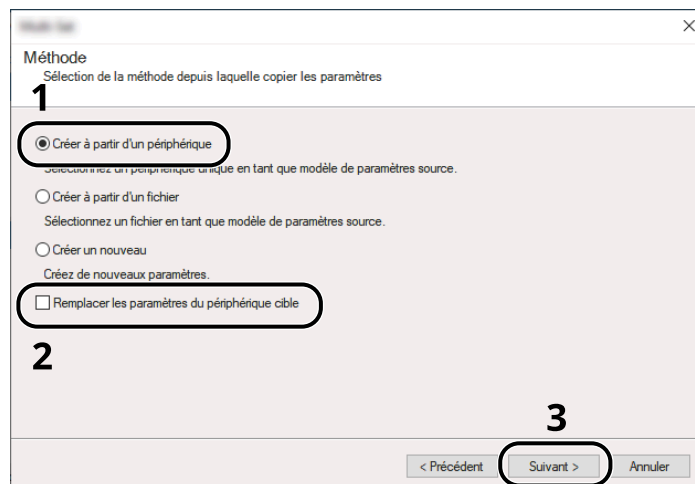 Méthode
Sélection de la méthode depuis laquelle copier les paramètres
1
Créer à partir d'un périphérique
Sélectionnez un périphérique unique en tant que modèle de paramètres source.
Créer à partir d'un fichier
Sélectionnez un fichier en tant que modèle de paramètres source.
Créer un nouveau
Créez de nouveaux paramètres.
Remplacer les paramètres du périphérique cible
2
3
< Précédent Suivant > Annuler